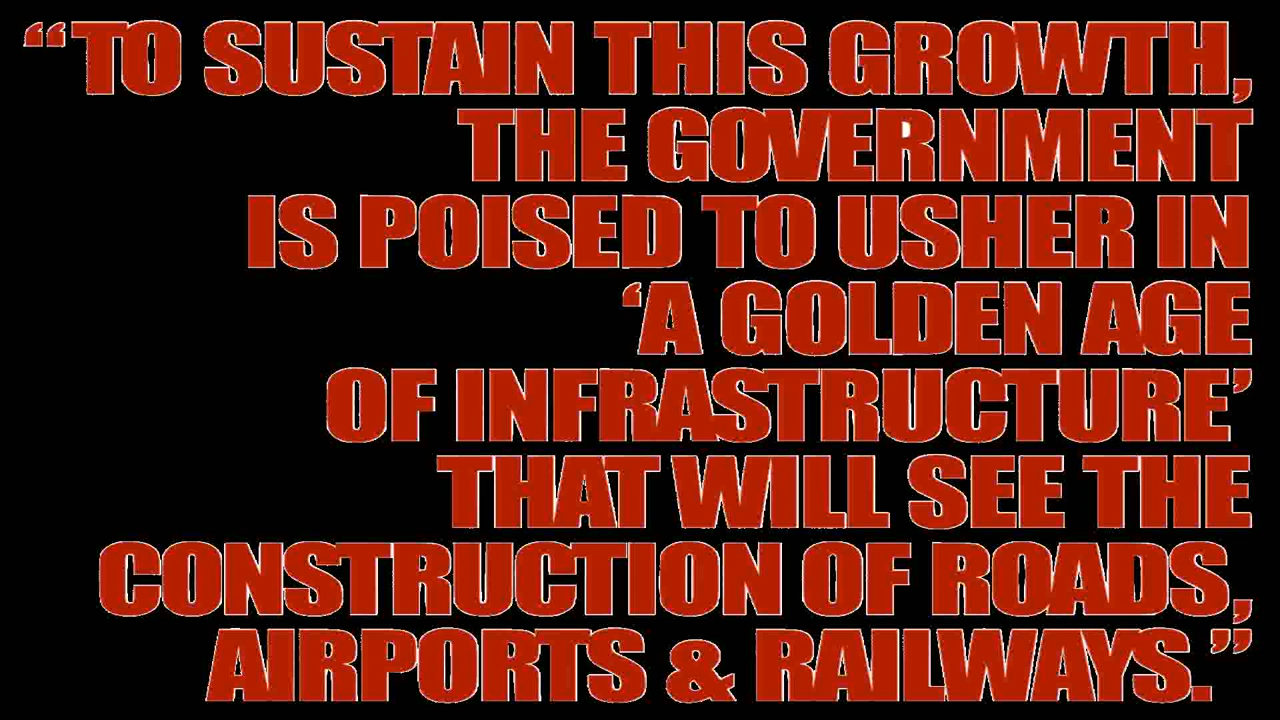 “TO SUSTAIN THIS GROWTH,
THE GOVERNMENT
IS POISED TO USHER IN
‘A GOLDEN AGE
OF INFRASTRUCTURE’
THAT WILL SEE THE
CONSTRUCTION OF ROADS,
AIRPORTS & RAILWAYS.”